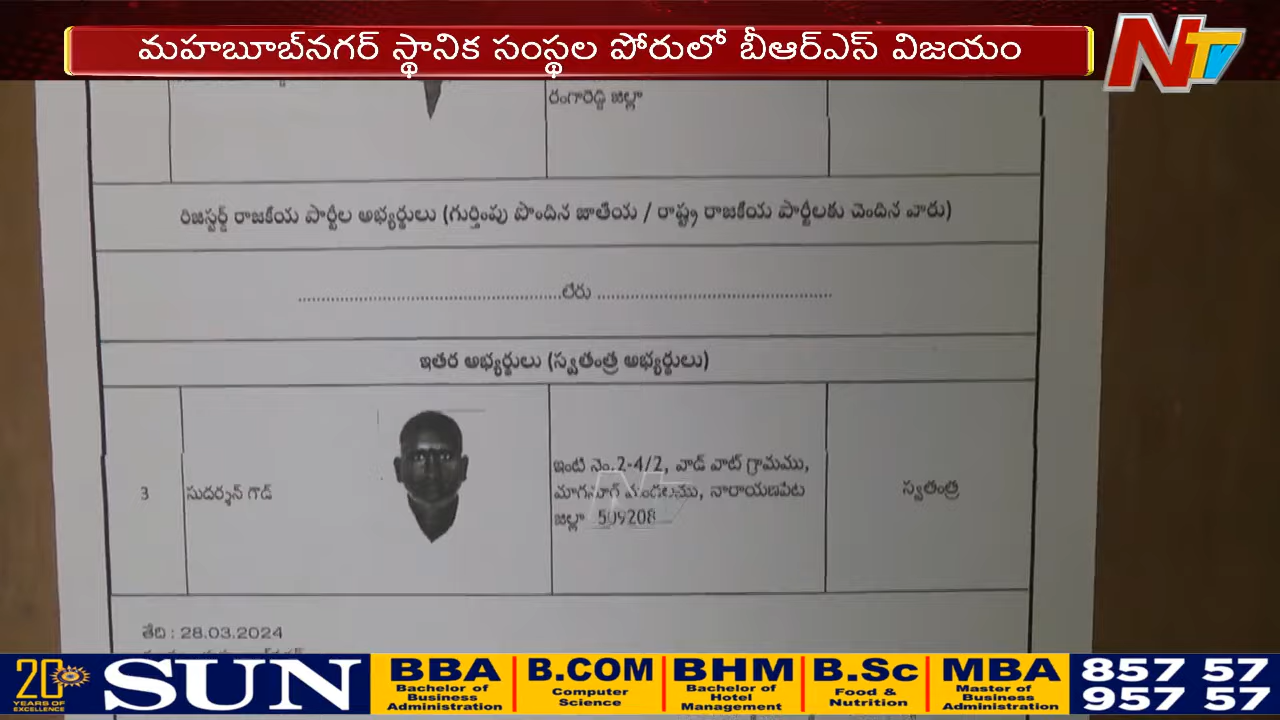 మహబూబ్‌నగర్ స్థానిక సంస్థల పోరులో బీఆర్ఎస్ విజయం
NTV
రంగారెడ్డి జిల్లా
రిజిస్టర్డ్ రాజకీయ పార్టీల అభ్యర్థులు (గుర్తింపు పొందిన జాతీయ / రాష్ట్ర రాజకీయ పార్టీలకు చెందిన వారు)
..............................................లేరు..............................................
ఇతర అభ్యర్థులు (స్వతంత్ర అభ్యర్థులు)
3
సుదర్శన్ గౌడ్
ఇంటి నెం.2-4/2, వాడ్ వాట్ గ్రామము,
మాగనూర్ మండలము, నారాయణపేట
జిల్లా 509208
స్వతంత్ర
తేది : 28.03.2024
20 YEARS OF EXCELLENCE
SUN
BBA Bachelor of Business Administration
B.COM Computer Science
BHM Bachelor of Hotel Management
B.Sc Food & Nutrition
MBA Master of Business Administration
857 57
957 57